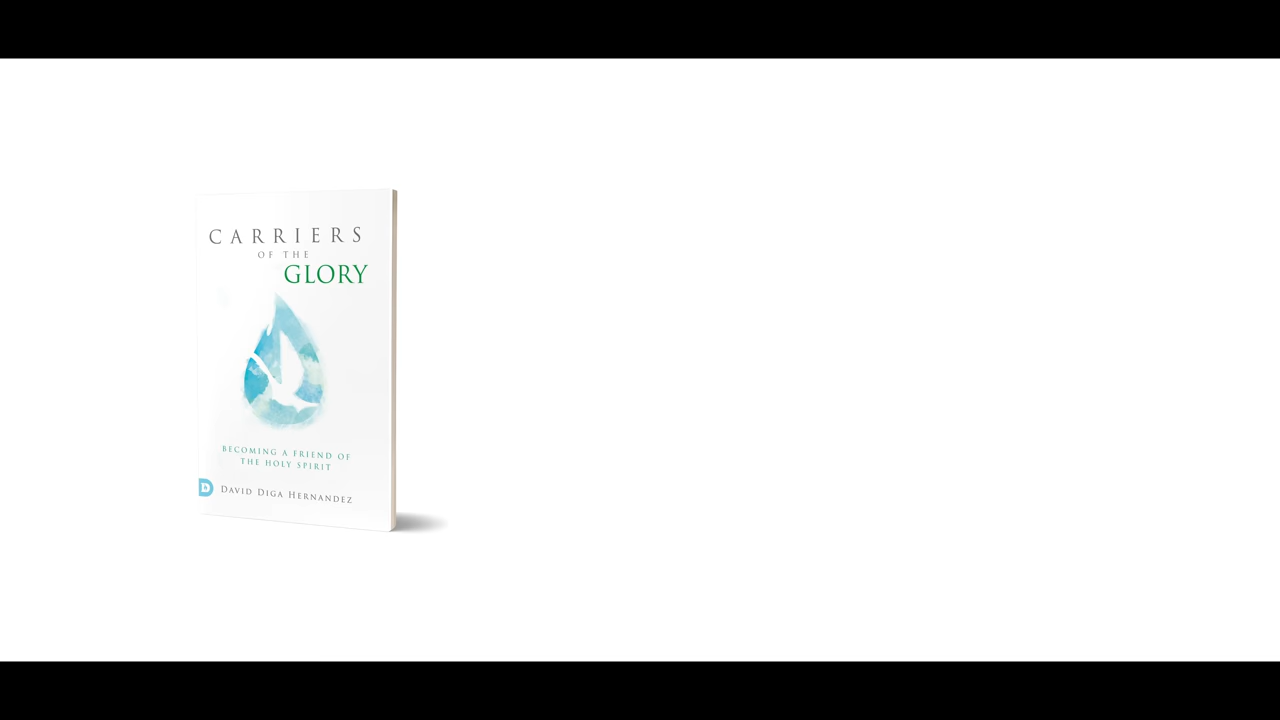 CARRIERS
OF THE
GLORY
BECOMING A FRIEND OF
THE HOLY SPIRIT
DAVID DIGA HERNANDEZ